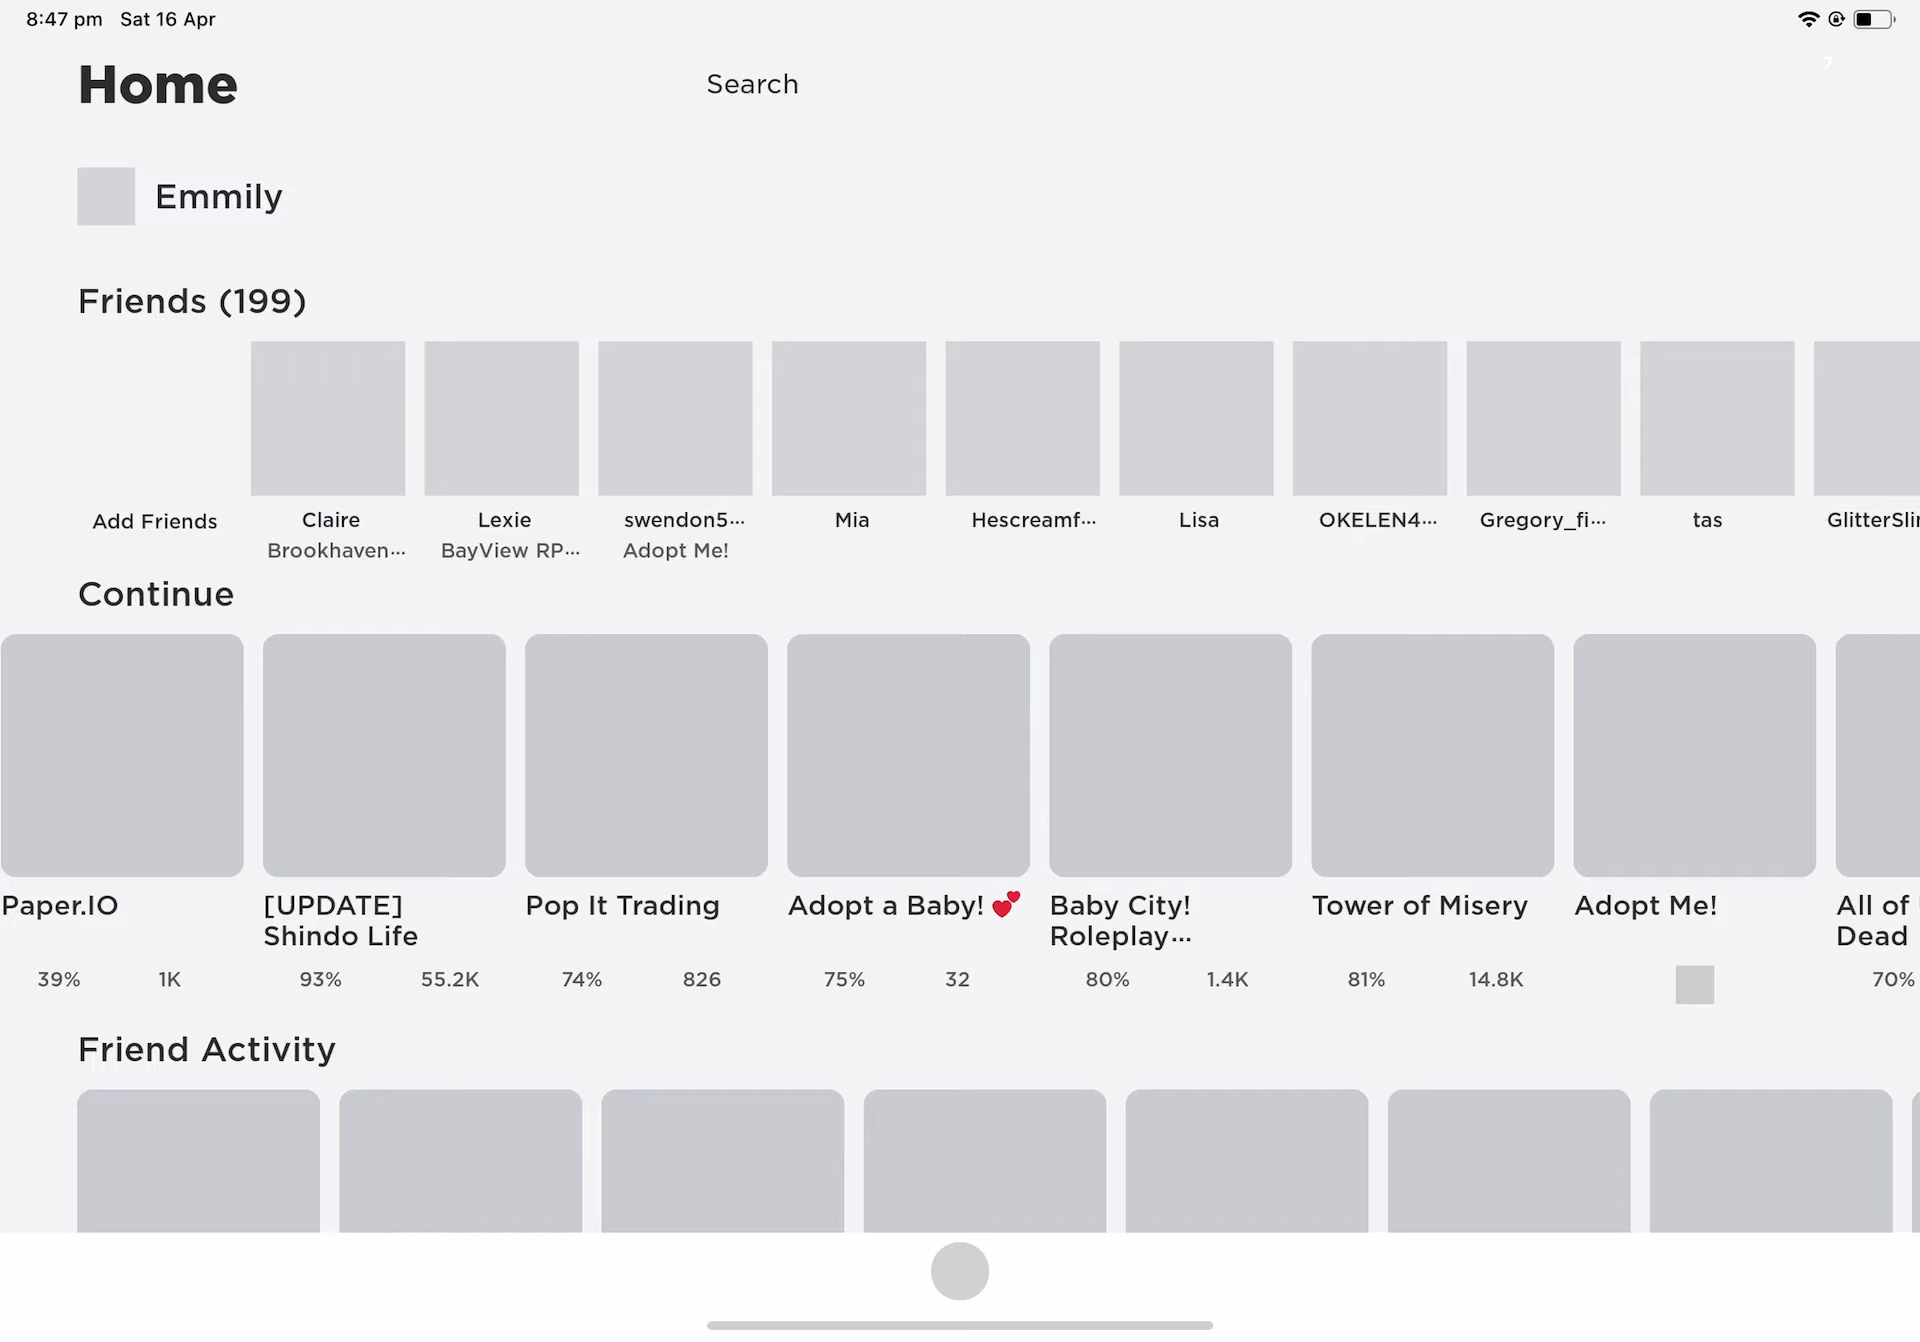 8:47 pm Sat 16 Apr
Home
Search
7
Emmily
Friends (199)
Add Friends
Claire
Brookhaven...
Lexie
BayView RP...
swendon5...
Adopt Me!
Mia
Hescreamf...
Lisa
OKELEN4...
Gregory_fi...
tas
GlitterSli
Continue
Paper.IO
39% 1K
[UPDATE]
Shindo Life
93% 55.2K
Pop It Trading
74% 826
Adopt a Baby! 💕
75% 32
Baby City!
Roleplay...
80% 1.4K
Tower of Misery
81% 14.8K
Adopt Me!
All of
Dead
70%
Friend Activity